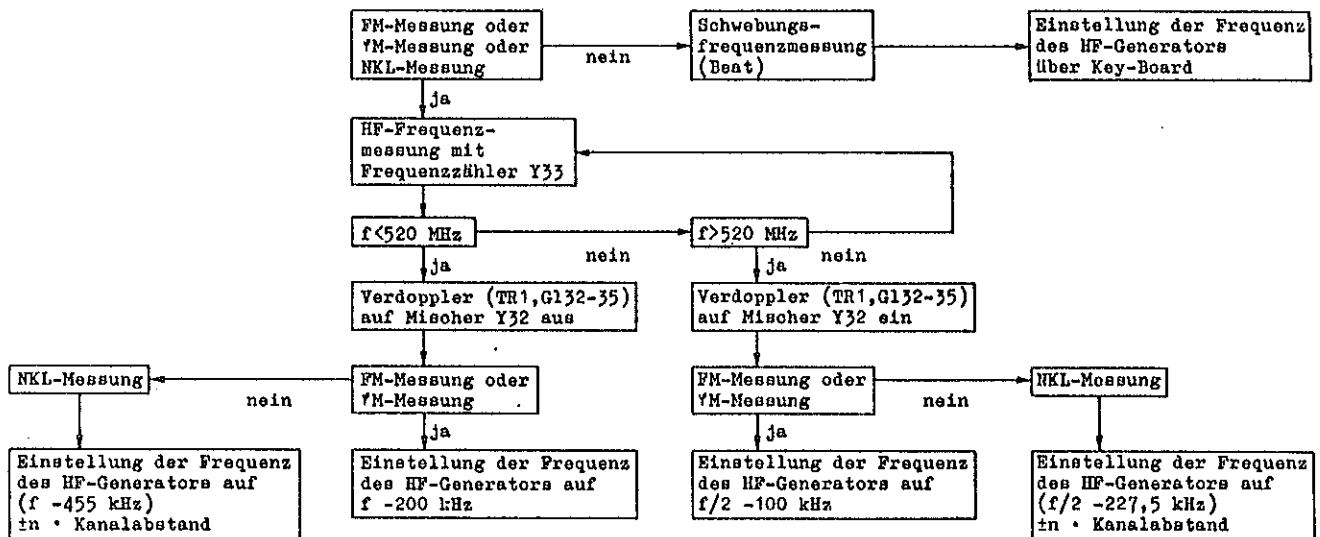 FM-Messung oder
ϒM-Messung oder
NKL-Messung
nein
Schwebungs-
frequenzmessung
(Beat)
Einstellung der Frequenz
des HF-Generators
über Key-Board
ja
HF-Frequenz-
messung mit
Frequenzzähler Y33
f<520 MHz
nein
f>520 MHz
nein
ja
ja
Verdoppler (TR1,Gl32-35)
auf Mischer Y32 aus
Verdoppler (TR1,Gl32-35)
auf Mischer Y32 ein
NKL-Messung
nein
FM-Messung oder
ϒM-Messung
FM-Messung oder
ϒM-Messung
nein
NKL-Messung
ja
ja
Einstellung der Frequenz
des HF-Generators auf
(f -455 kHz)
±n · Kanalabstand
Einstellung der Frequenz
des HF-Generators auf
f -200 kHz
Einstellung der Frequenz
des HF-Generators auf
f/2 -100 kHz
Einstellung der Frequenz
des HF-Generators auf
(f/2 -227,5 kHz)
±n · Kanalabstand